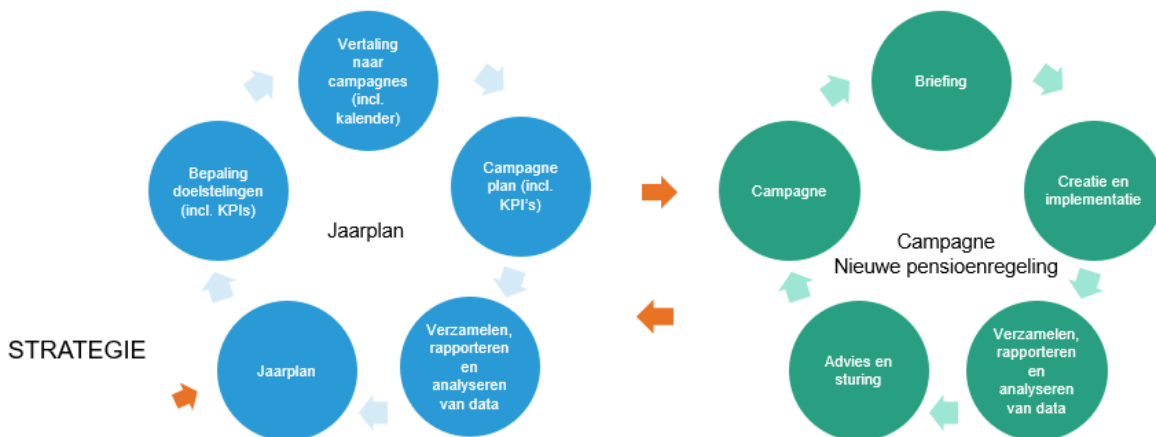 Vertaling
naar
campagnes
(incl.
kalender)
Campagne
plan (incl.
KPI's)
Verzamelen,
rapporteren
en
analyseren
van data
Jaarplan
Bepaling
doelstelingen
(incl. KPIs)
Jaarplan
STRATEGIE
Briefing
Creatie en
implementatie
Verzamelen,
rapporteren
en
analyseren
van data
Advies en
sturing
Campagne
Campagne
Nieuwe pensioenregeling